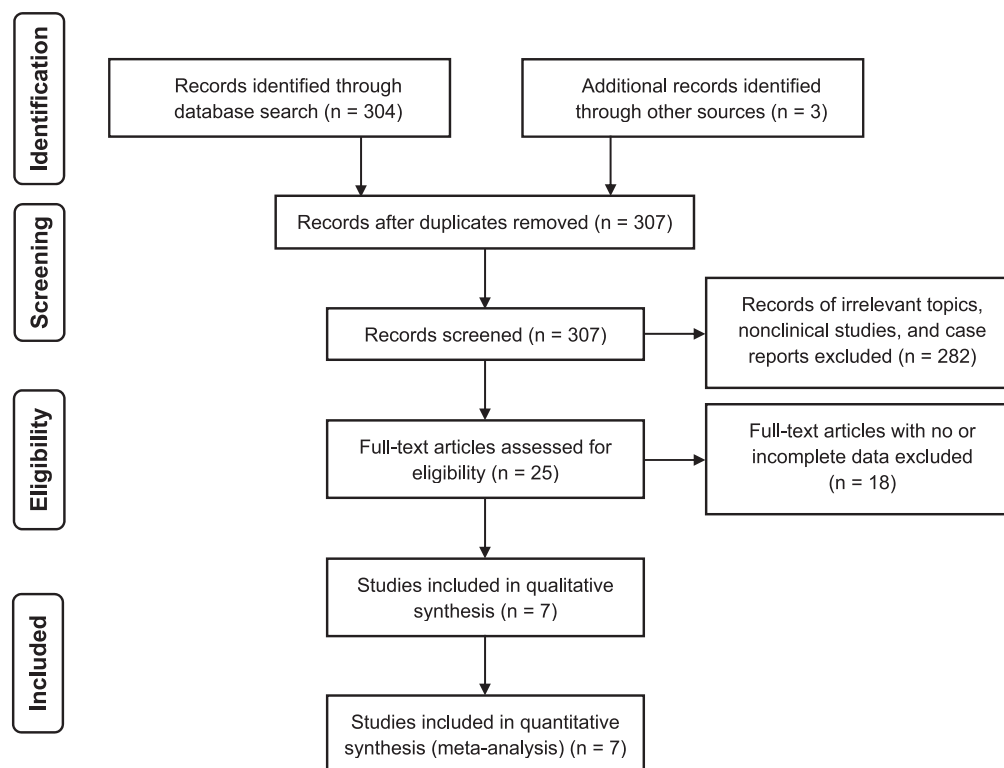 Identification
Records identified through
database search (n = 304)
Additional records identified
through other sources (n = 3)
Records after duplicates removed (n = 307)
Screening
Records screened (n = 307)
Records of irrelevant topics,
nonclinical studies, and case
reports excluded (n = 282)
Eligibility
Full-text articles assessed for
eligibility (n = 25)
Full-text articles with no or
incomplete data excluded
(n = 18)
Included
Studies included in qualitative
synthesis (n = 7)
Studies included in quantitative
synthesis (meta-analysis) (n = 7)